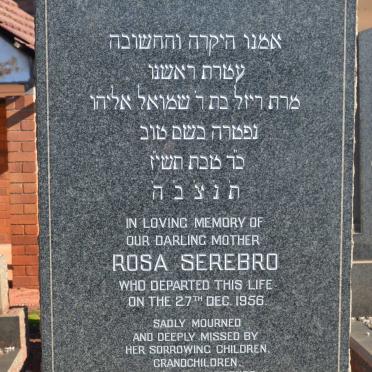 אמנו היקרה והחשובה
עטרת ראשנו
מרת רייזל בת ר שמואל אליהו
נפטרה בשם טוב
כ״ד טבת תשי״ז
ת נ צ ב ה
IN LOVING MEMORY OF
OUR DARLING MOTHER
ROSA SEREBRO
WHO DEPARTED THIS LIFE
ON THE 27TH DEC. 1956.
SADLY MOURNED
AND DEEPLY MISSED BY
HER SORROWING CHILDREN,
GRANDCHILDREN,